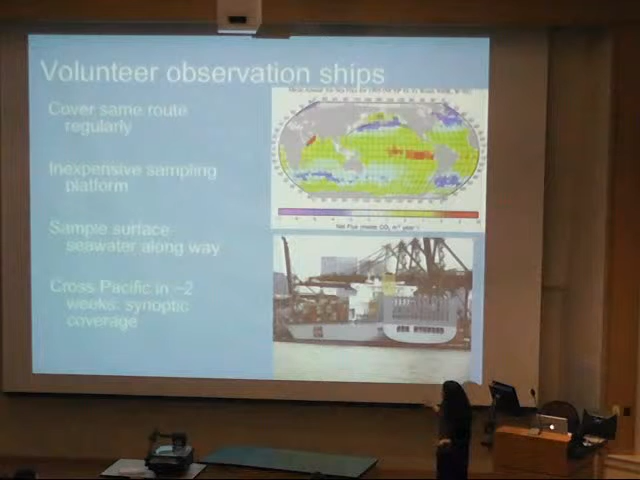 Volunteer observation ships
Cover same route
regularly
Inexpensive sampling
platform
Sample surface
seawater along way
Cross Pacific in ~2
weeks: synoptic
coverage